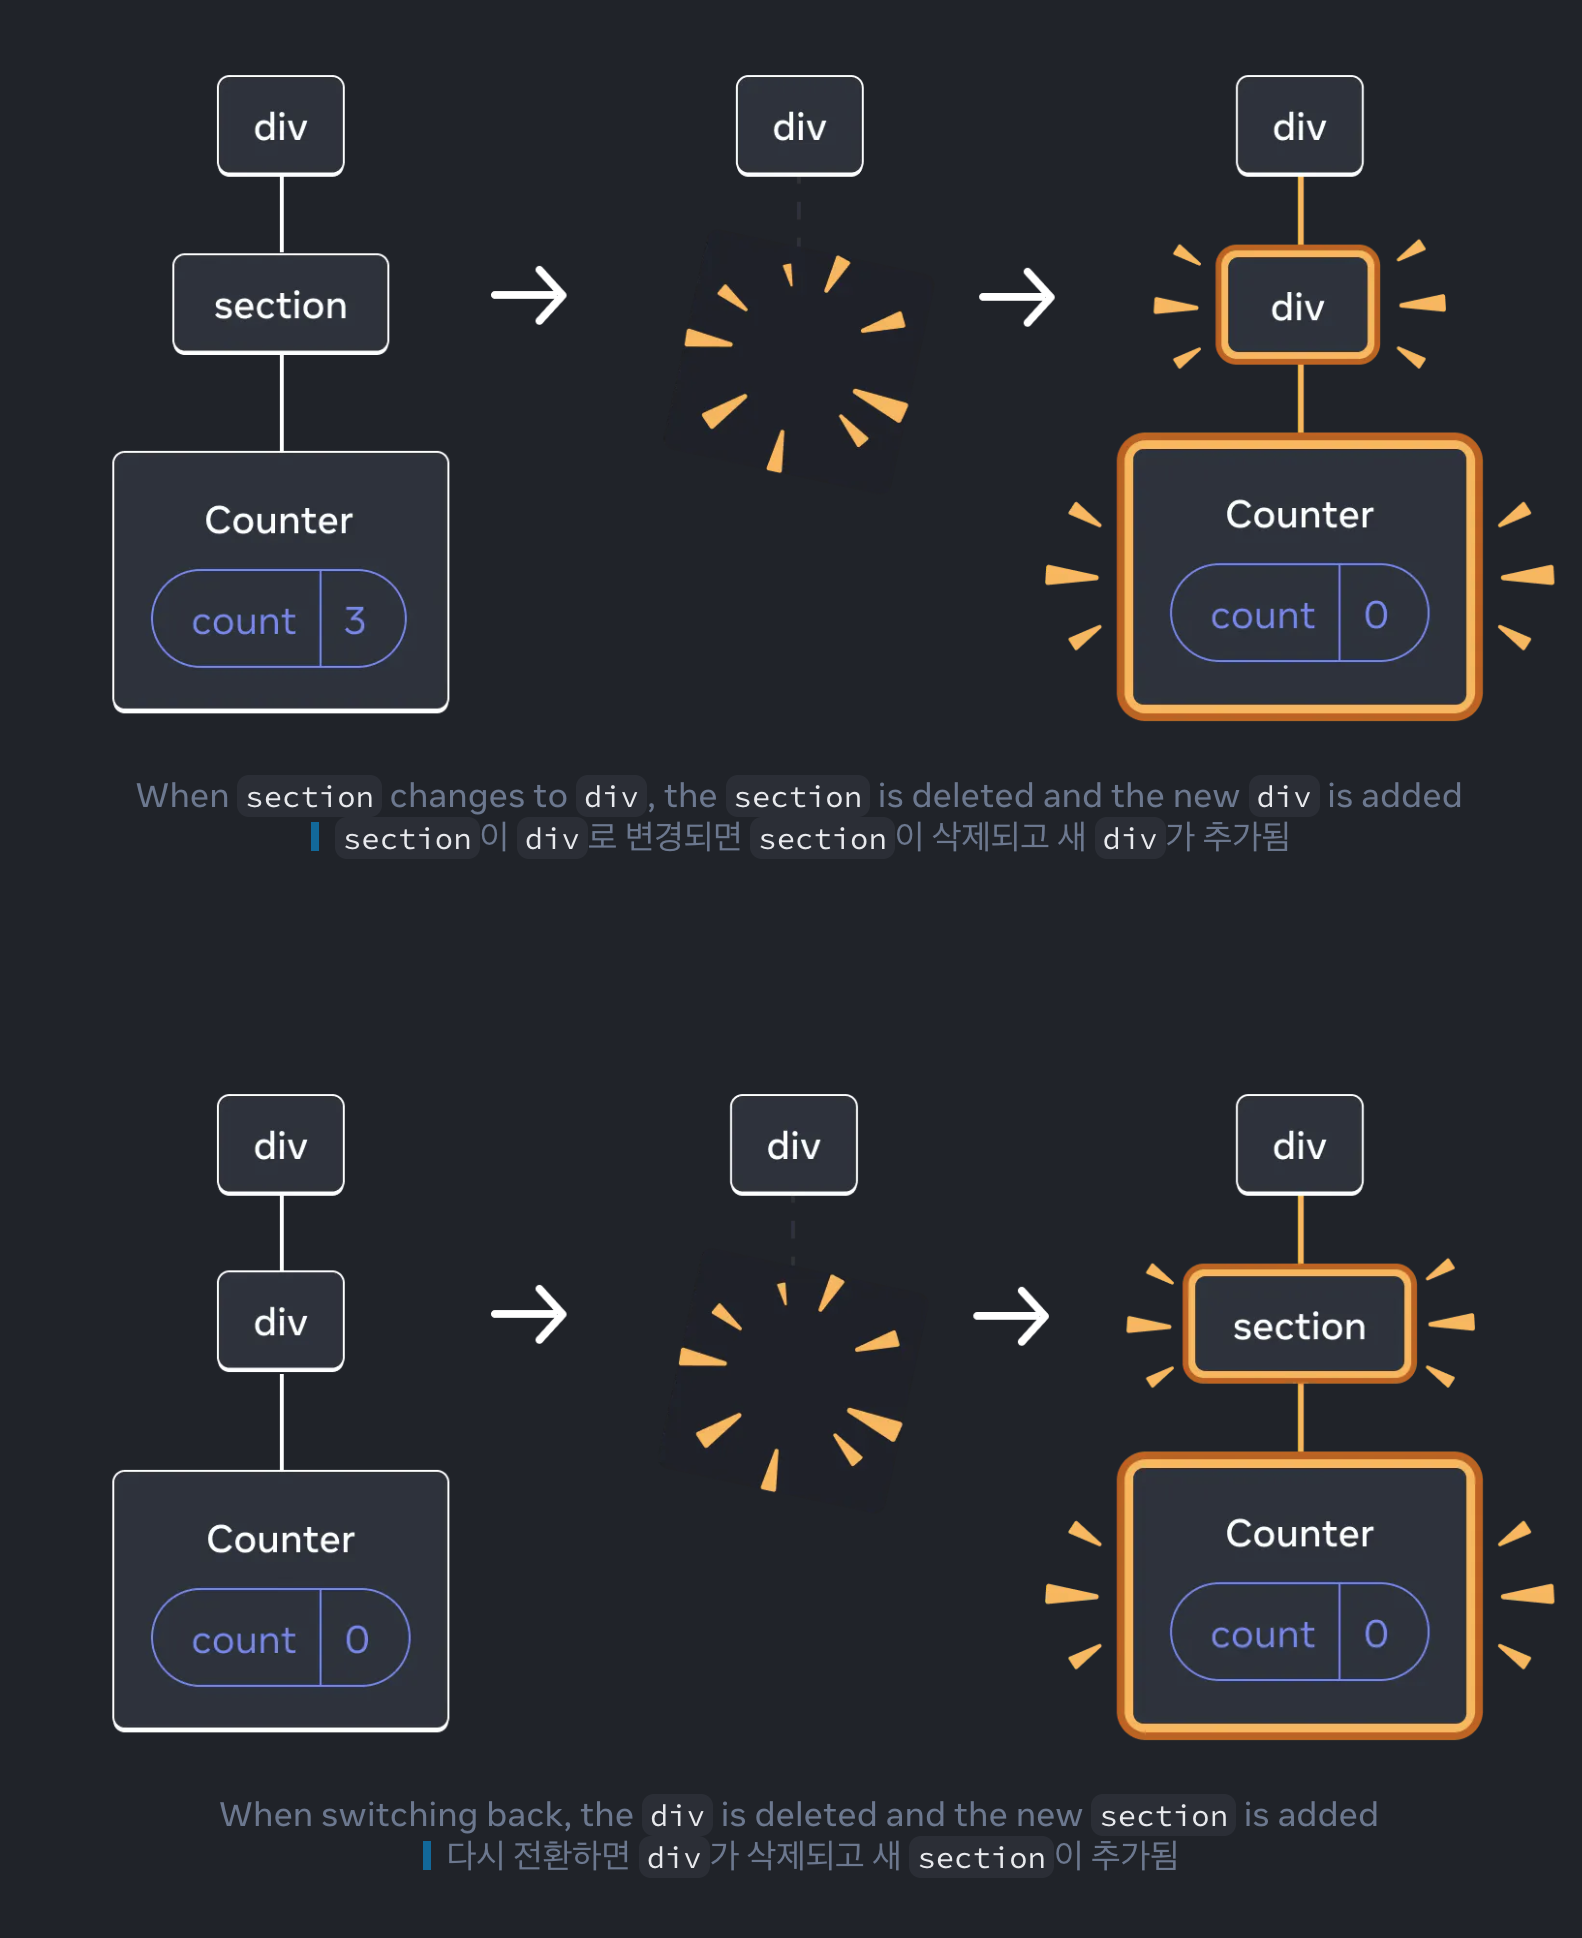 div
div
div
section
div
Counter
count 3
Counter
count 0
When section changes to div, the section is deleted and the new div is added
section이 div로 변경되면 section이 삭제되고 새 div가 추가됨
div
div
div
div
section
Counter
count 0
Counter
count 0
When switching back, the div is deleted and the new section is added
다시 전환하면 div가 삭제되고 새 section이 추가됨